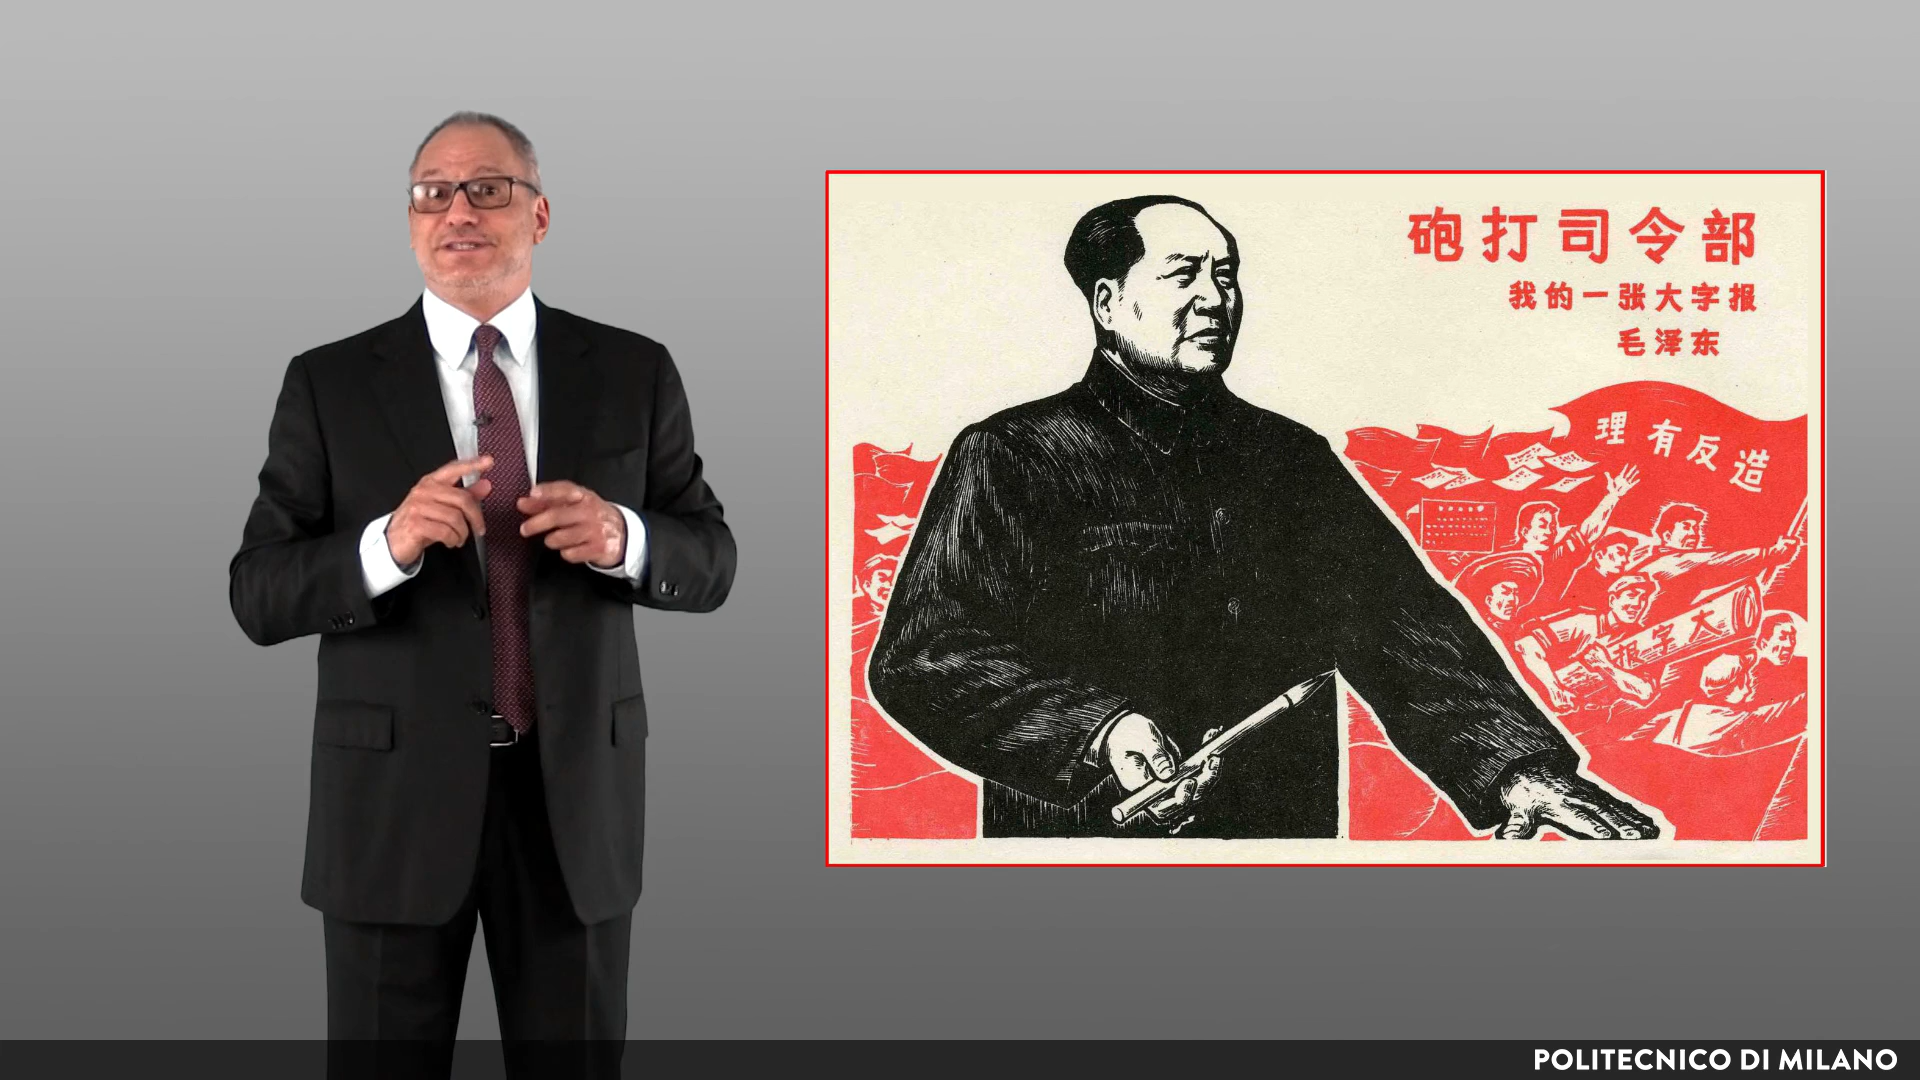 砲打司令部
我的一张大字报
毛泽东
理有反造
报字大
POLITECNICO DI MILANO